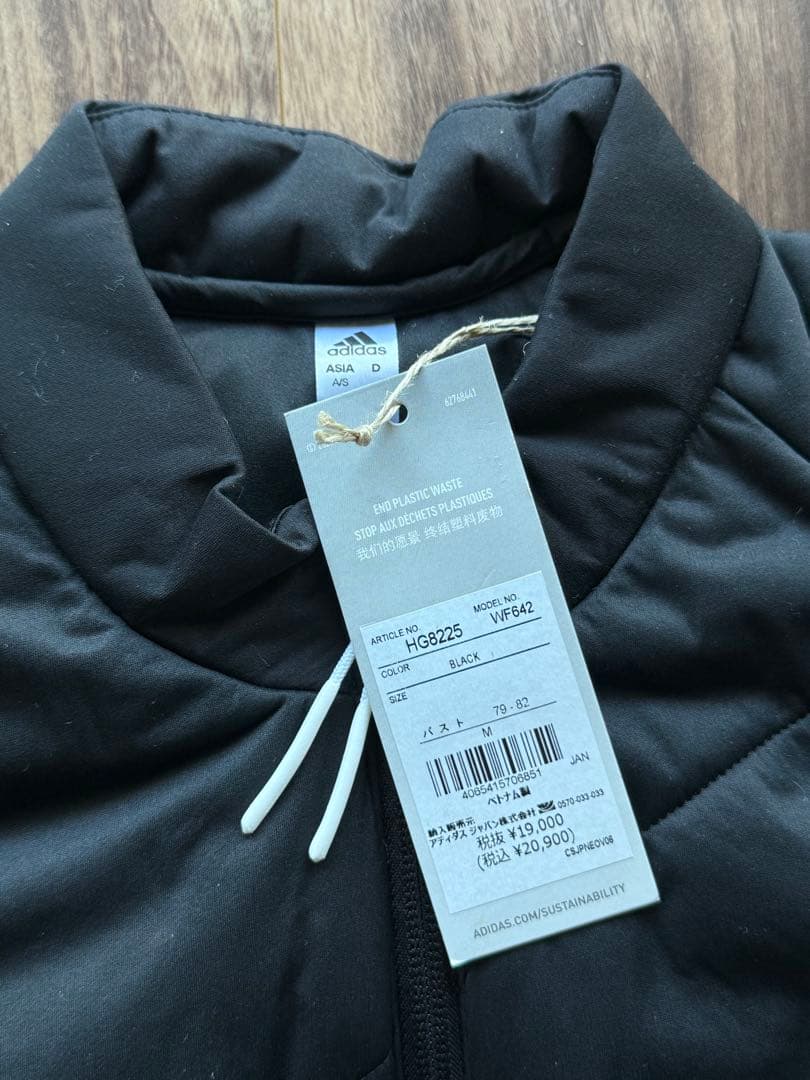 adidas
ASIA D
A/S
62768441
END PLASTIC WASTE
STOP AUX DÉCHETS PLASTIQUES
我们的愿景 终结塑料废物
ARTICLE NO. MODEL NO.
HG8225 WF642
COLOR BLACK
SIZE
バスト 79-82
M
4065415706851 JAN
ベトナム製
輸入販売元
アディダス ジャパン株式会社 0570-033-033
税抜 ¥19,000
(税込 ¥20,900)
CSJPNEOV06
ADIDAS.COM/SUSTAINABILITY